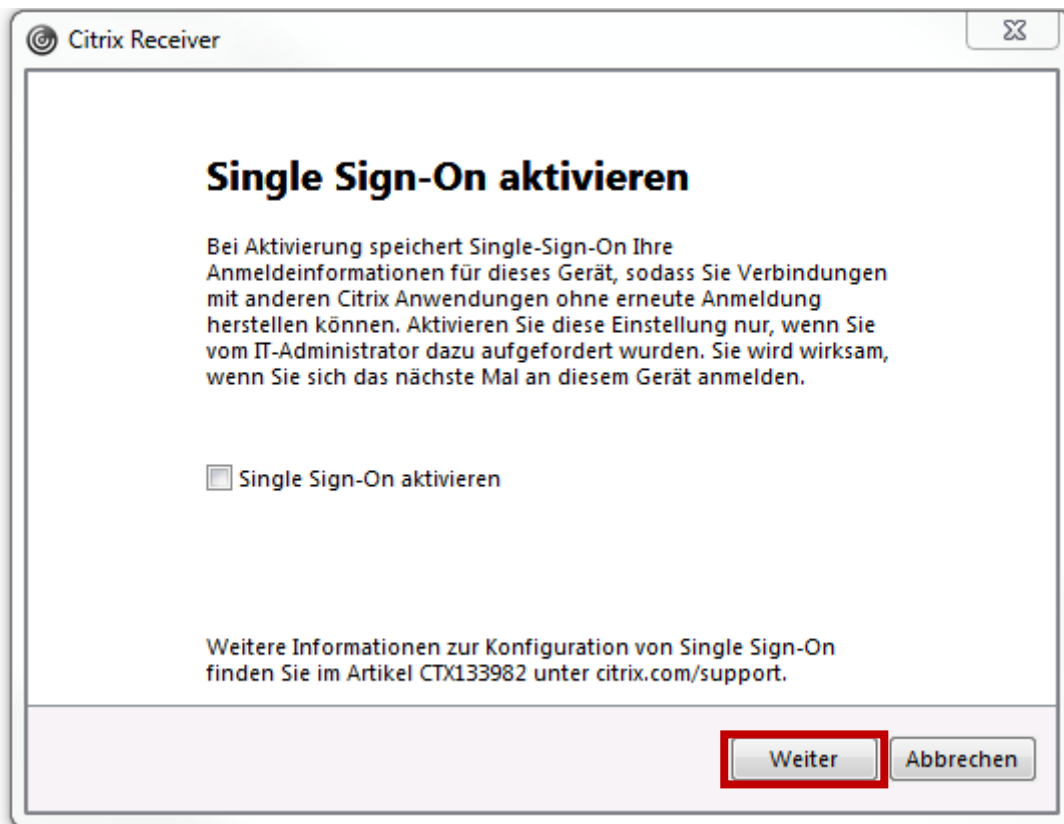 Citrix Receiver
Single Sign-On aktivieren
Bei Aktivierung speichert Single-Sign-On Ihre
Anmeldeinformationen für dieses Gerät, sodass Sie Verbindungen
mit anderen Citrix Anwendungen ohne erneute Anmeldung
herstellen können. Aktivieren Sie diese Einstellung nur, wenn Sie
vom IT-Administrator dazu aufgefordert wurden. Sie wird wirksam,
wenn Sie sich das nächste Mal an diesem Gerät anmelden.
Single Sign-On aktivieren
Weitere Informationen zur Konfiguration von Single Sign-On
finden Sie im Artikel CTX133982 unter citrix.com/support.
Weiter Abbrechen